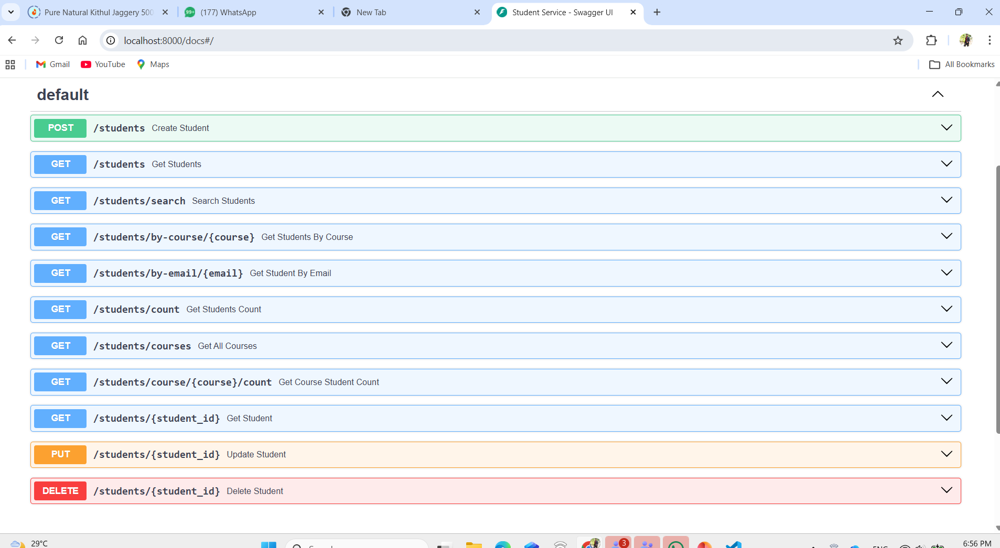 Pure Natural Kithul Jaggery 500
(177) WhatsApp
New Tab
Student Service - Swagger UI
localhost:8000/docs#/
Gmail
YouTube
Maps
All Bookmarks
default
POST /students Create Student
GET /students Get Students
GET /students/search Search Students
GET /students/by-course/{course} Get Students By Course
GET /students/by-email/{email} Get Student By Email
GET /students/count Get Students Count
GET /students/courses Get All Courses
GET /students/course/{course}/count Get Course Student Count
GET /students/{student_id} Get Student
PUT /students/{student_id} Update Student
DELETE /students/{student_id} Delete Student
29°C
3
6:56 PM